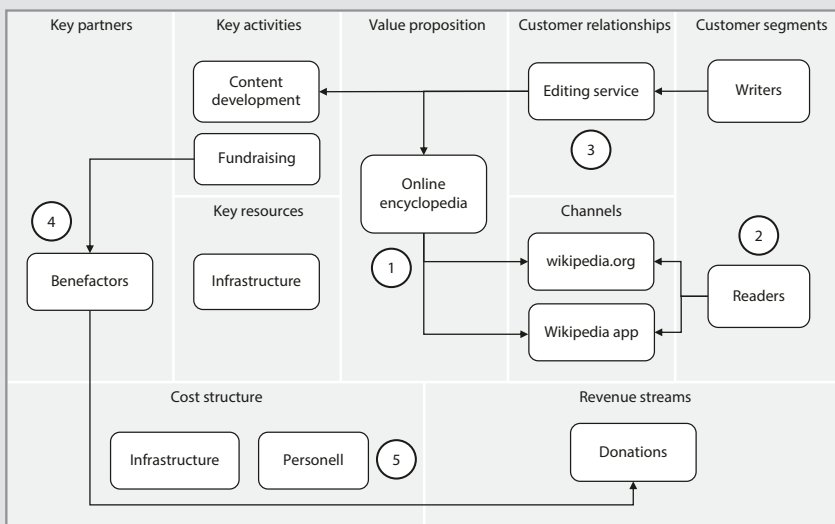 Key partners
Key activities
Value proposition
Customer relationships
Customer segments
Content
development
Editing service
Writers
3
Fundraising
Online
encyclopedia
4
Key resources
Channels
2
1
Benefactors
Infrastructure
wikipedia.org
Readers
Wikipedia app
Cost structure
Revenue streams
Infrastructure
Personell
5
Donations